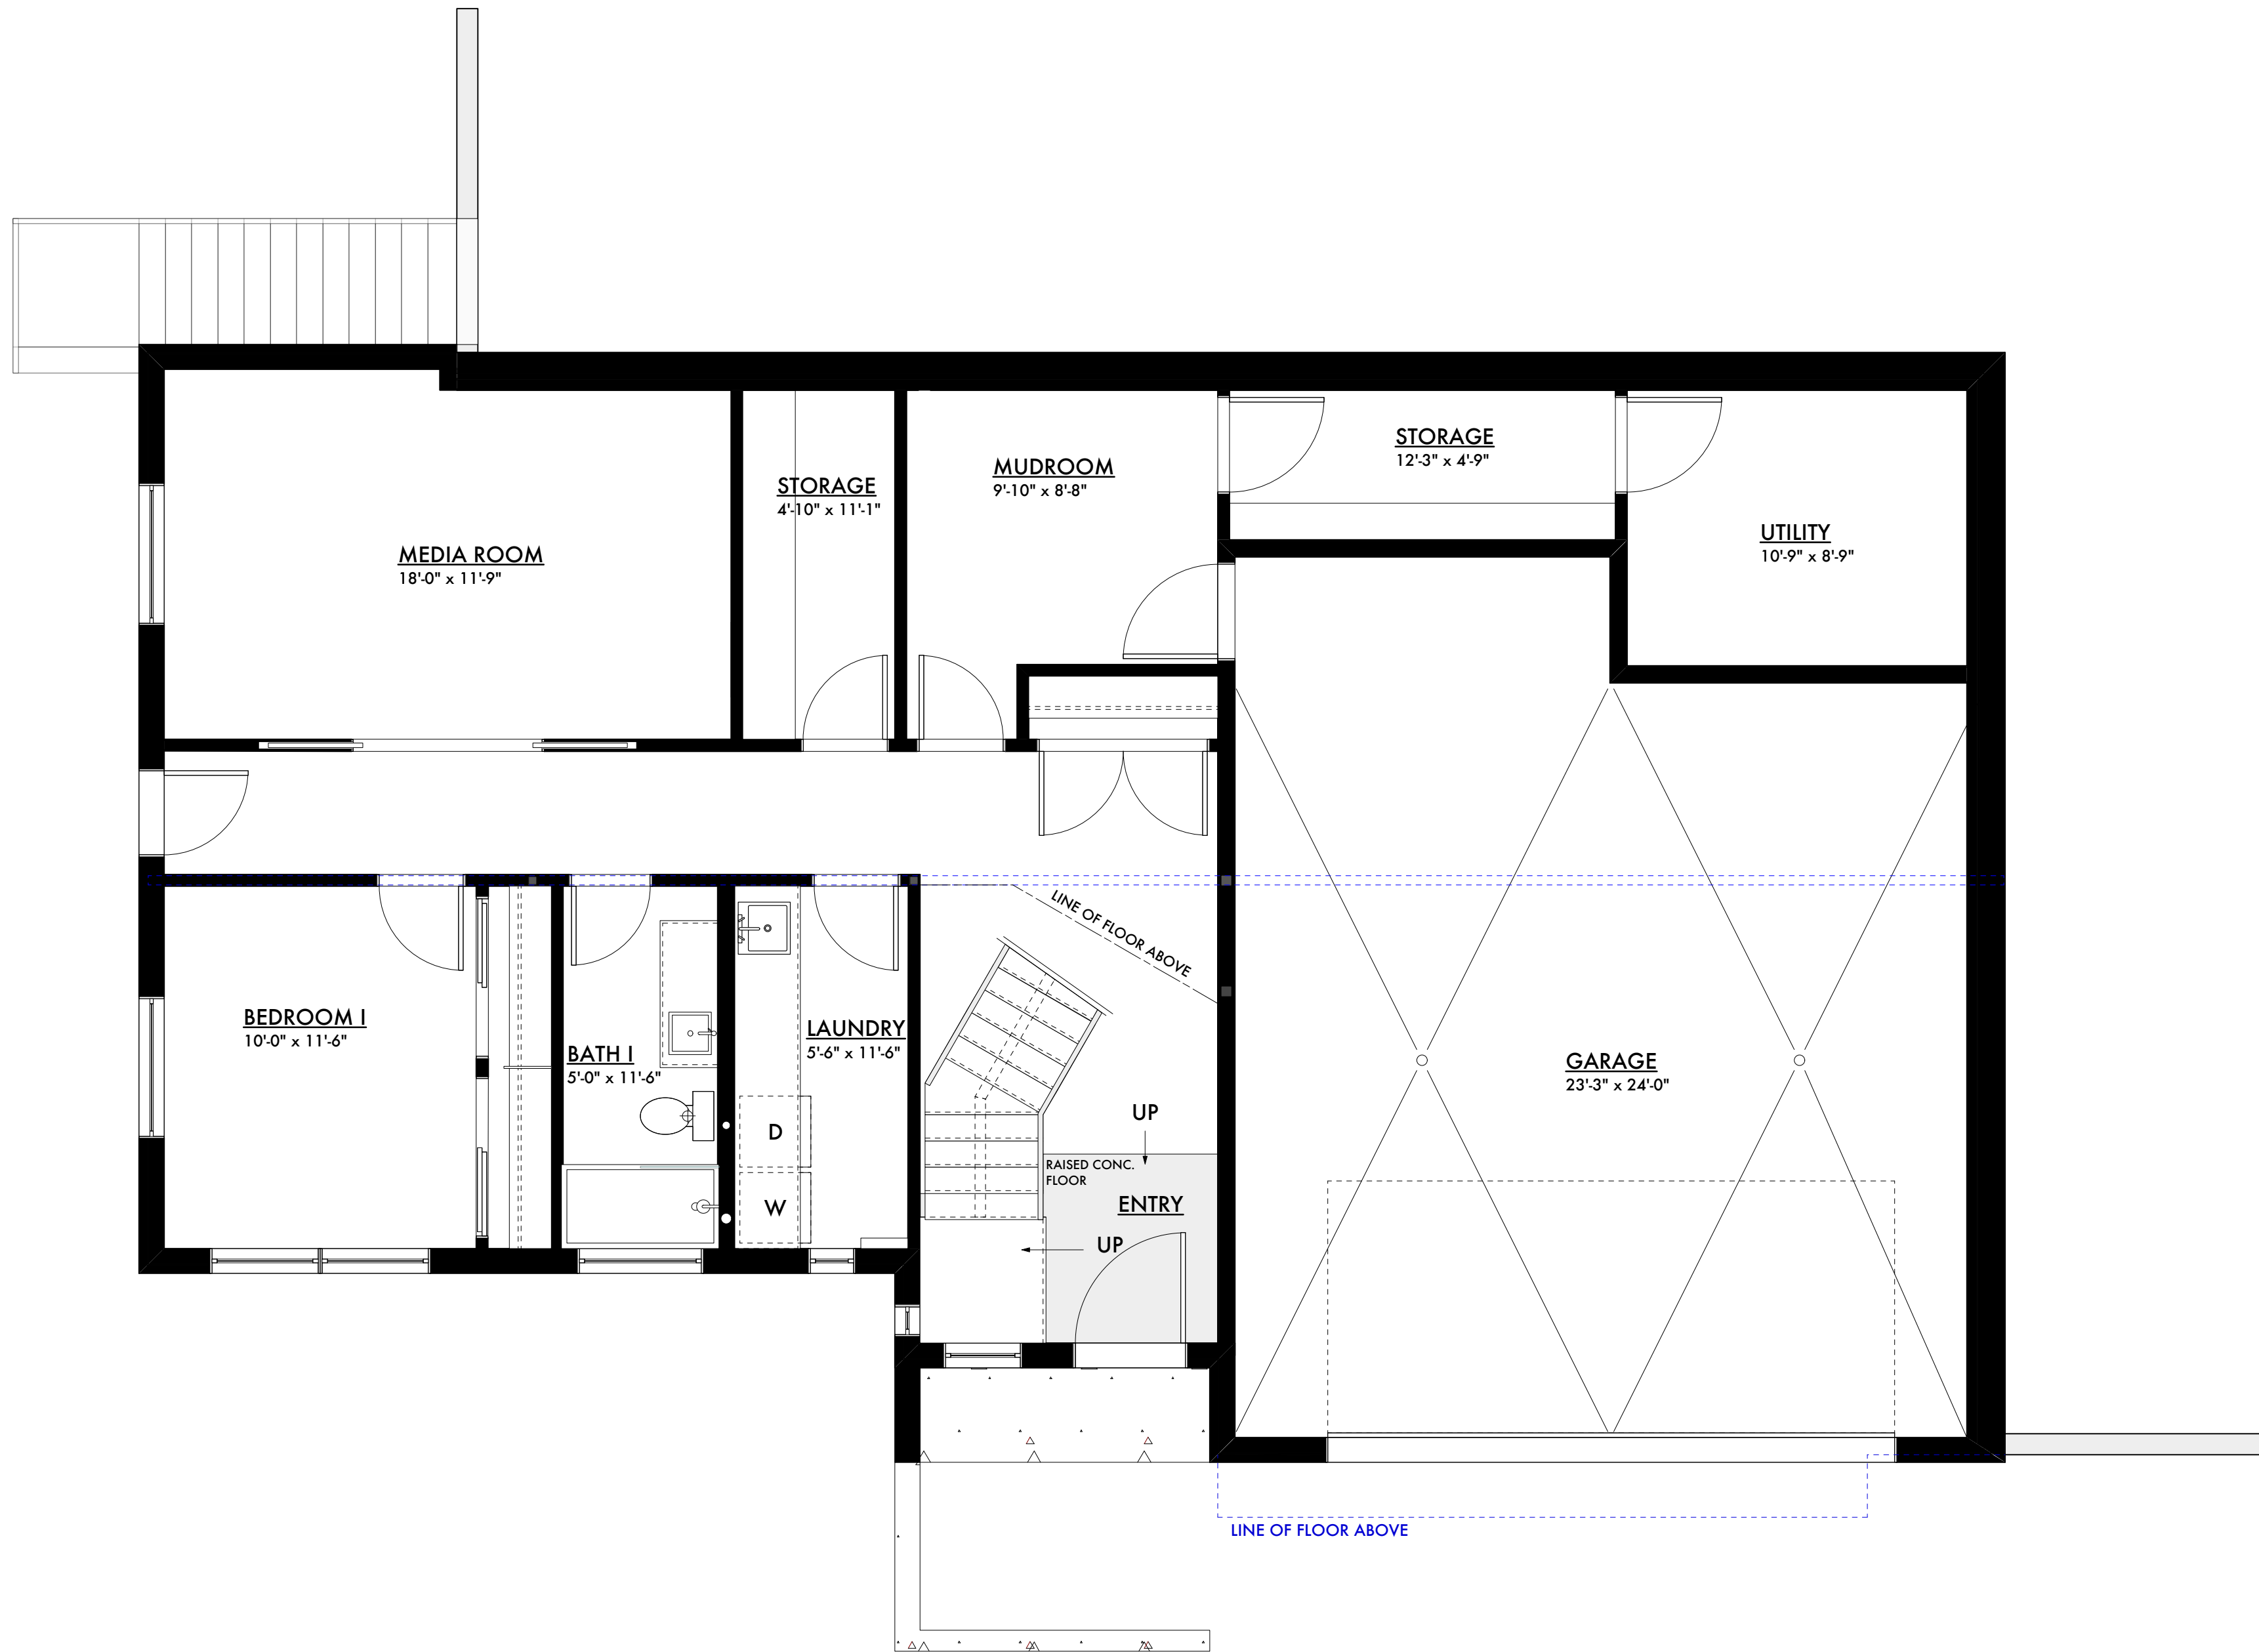 STORAGE
12'-3" x 4'-9"
MUDROOM
9'-10" x 8'-8"
STORAGE
4'-10" x 11'-1"
UTILITY
10'-9" x 8'-9"
MEDIA ROOM
18'-0" x 11'-9"
LINE OF FLOOR ABOVE
BEDROOM I
10'-0" x 11'-6"
LAUNDRY
5'-6" x 11'-6"
BATH I
5'-0" x 11'-6"
GARAGE
23'-3" x 24'-0"
UP
D
RAISED CONC.
FLOOR
ENTRY
W
UP
LINE OF FLOOR ABOVE